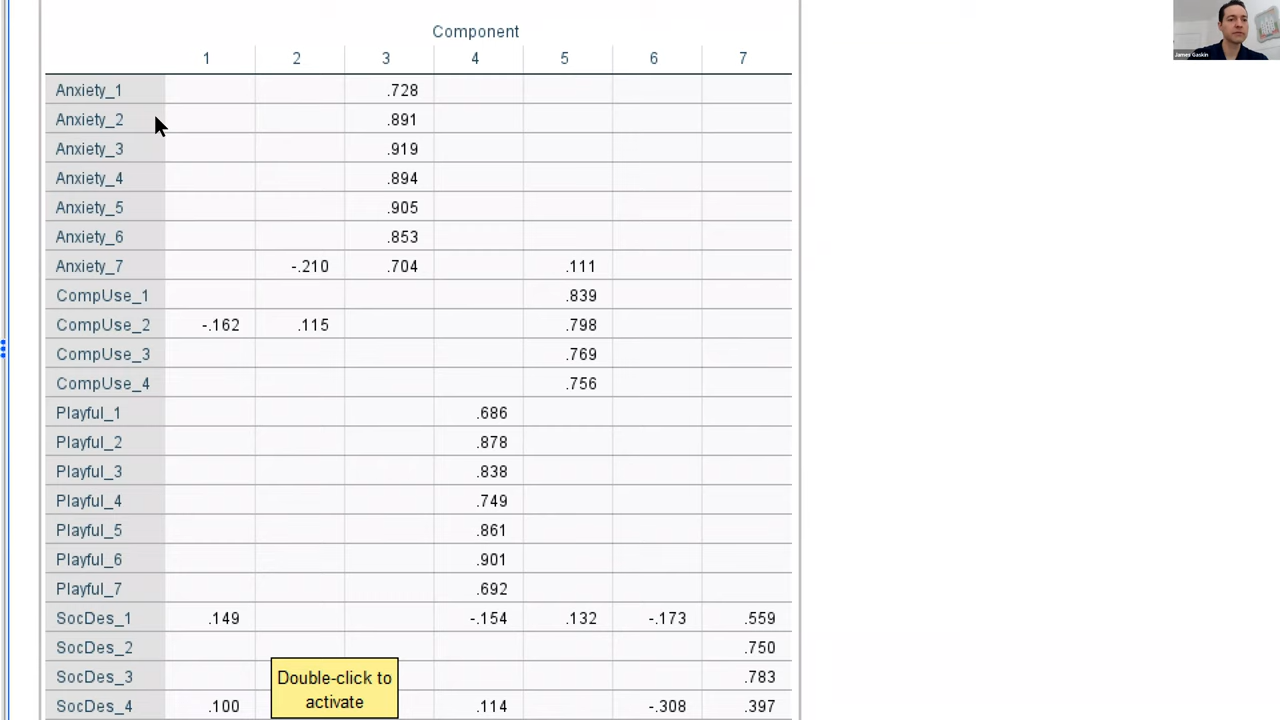 Component
1 2 3 4 5 6 7
Anxiety_1 .728
Anxiety_2 .891
Anxiety_3 .919
Anxiety_4 .894
Anxiety_5 .905
Anxiety_6 .853
Anxiety_7 -.210 .704 .111
CompUse_1 .839
CompUse_2 -.162 .115 .798
CompUse_3 .769
CompUse_4 .756
Playful_1 .686
Playful_2 .878
Playful_3 .838
Playful_4 .749
Playful_5 .861
Playful_6 .901
Playful_7 .692
SocDes_1 .149 -.154 .132 -.173 .559
SocDes_2 .750
SocDes_3 .783
SocDes_4 .100 .114 -.308 .397
Double-click to
activate
James Gaskin